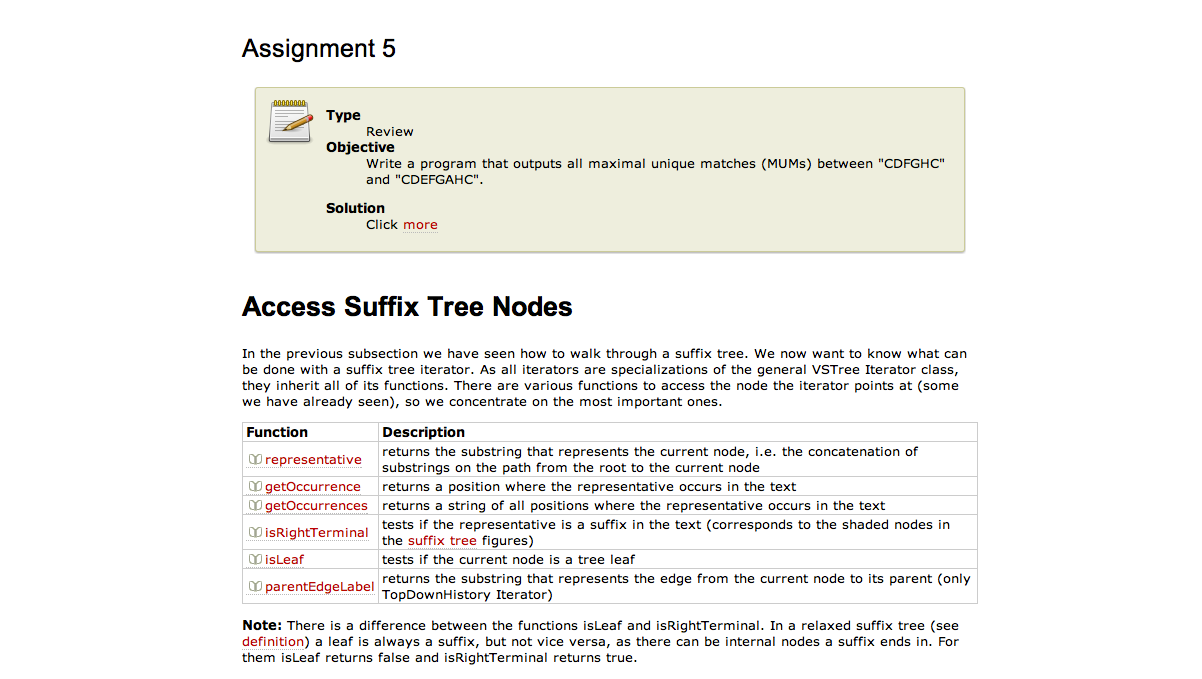 Assignment 5
Type
Review
Objective
Write a program that outputs all maximal unique matches (MUMs) between "CDFGHC"
and "CDEFGAHC".
Solution
Click more
Access Suffix Tree Nodes
In the previous subsection we have seen how to walk through a suffix tree. We now want to know what can
be done with a suffix tree iterator. As all iterators are specializations of the general VSTree Iterator class,
they inherit all of its functions. There are various functions to access the node the iterator points at (some
we have already seen), so we concentrate on the most important ones.
Function Description
representative returns the substring that represents the current node, i.e. the concatenation of
substrings on the path from the root to the current node
getOccurrence returns a position where the representative occurs in the text
getOccurrences returns a string of all positions where the representative occurs in the text
isRightTerminal tests if the representative is a suffix in the text (corresponds to the shaded nodes in
the suffix tree figures)
isLeaf tests if the current node is a tree leaf
parentEdgeLabel returns the substring that represents the edge from the current node to its parent (only
TopDownHistory Iterator)
Note: There is a difference between the functions isLeaf and isRightTerminal. In a relaxed suffix tree (see
definition) a leaf is always a suffix, but not vice versa, as there can be internal nodes a suffix ends in. For
them isLeaf returns false and isRightTerminal returns true.